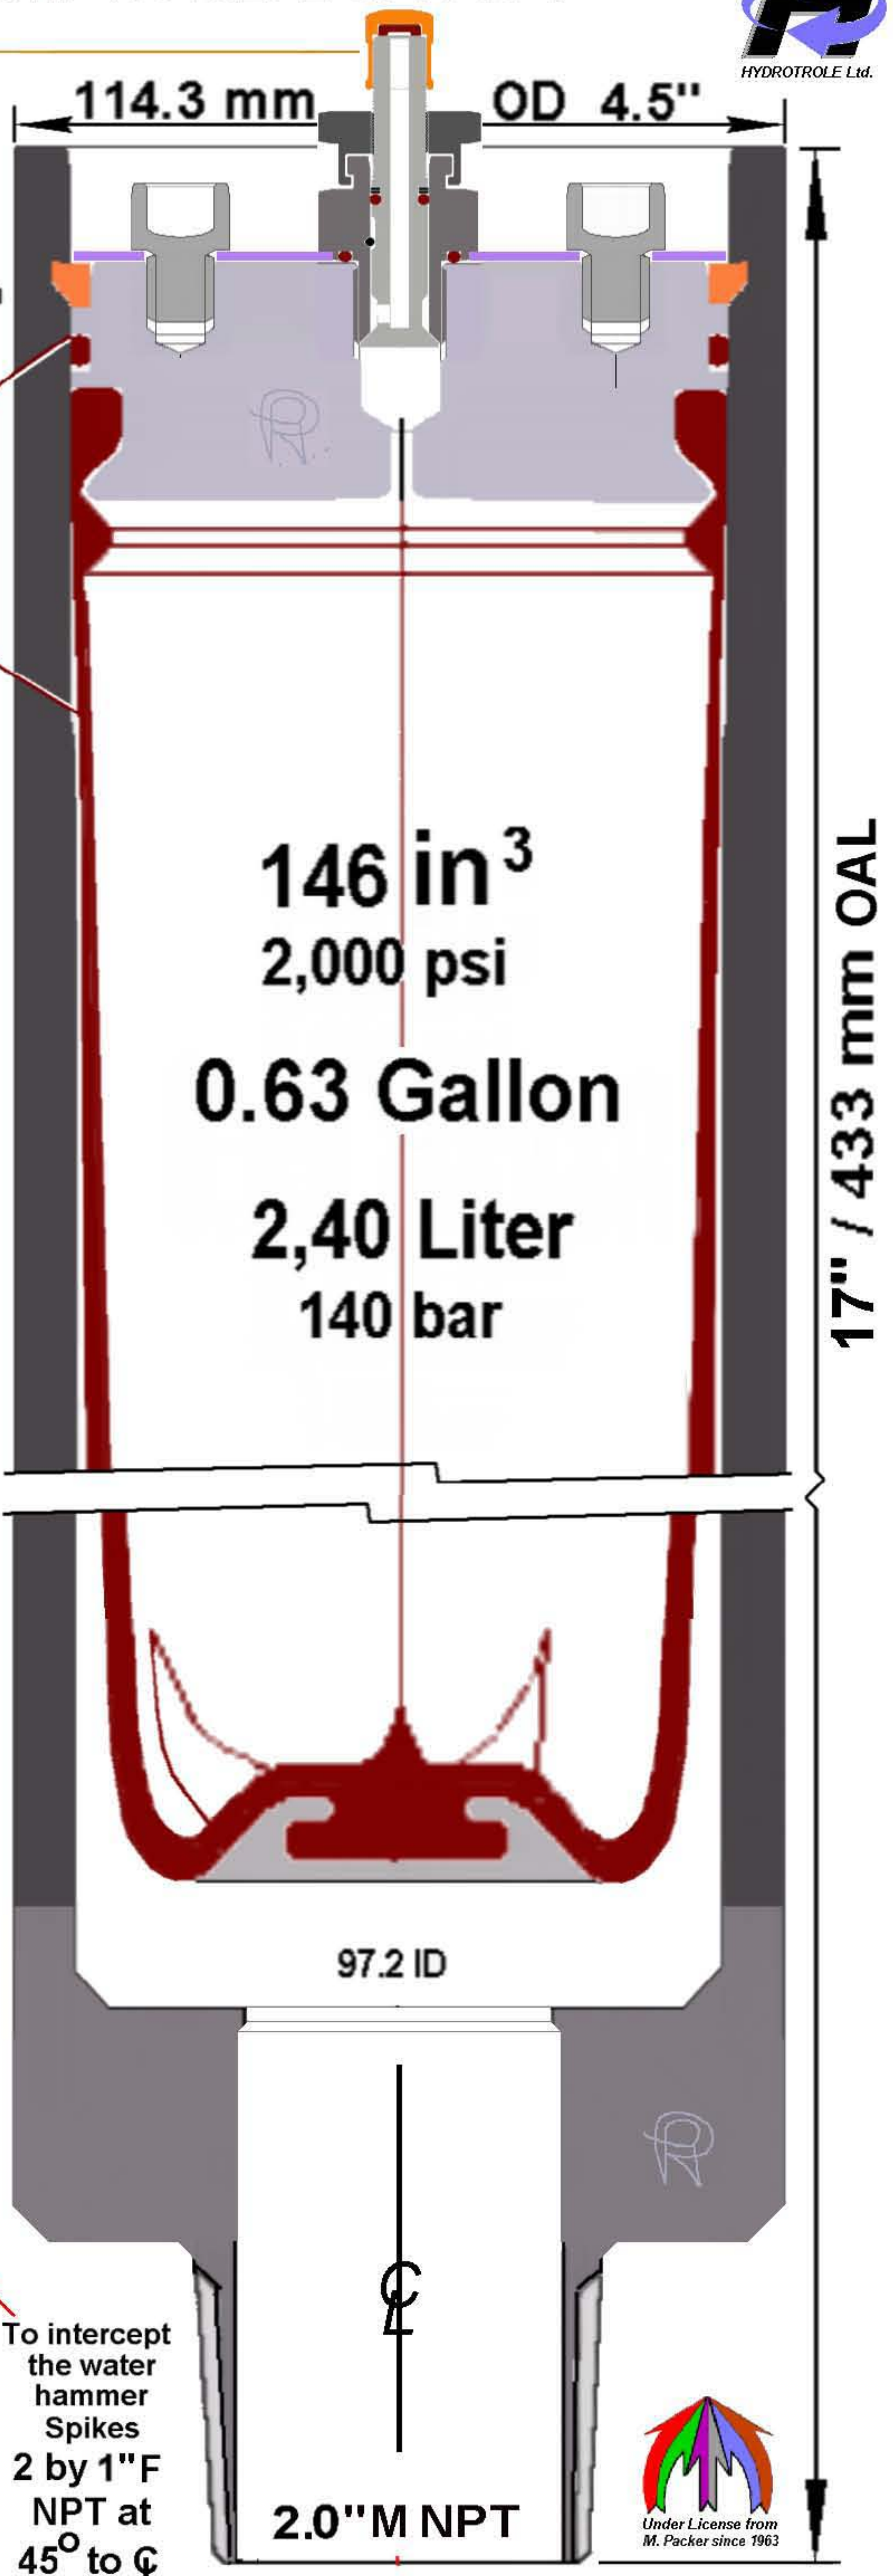 HYDROTROLE Ltd.
114.3 mm OD 4.5"
146 in³
2,000 psi
0.63 Gallon
2,40 Liter
140 bar
17" / 433 mm OAL
97.2 ID
℄
To intercept
the water
hammer
Spikes
2 by 1"F
NPT at
45° to ℄
2.0"M NPT
Under License from
M. Packer since 1963